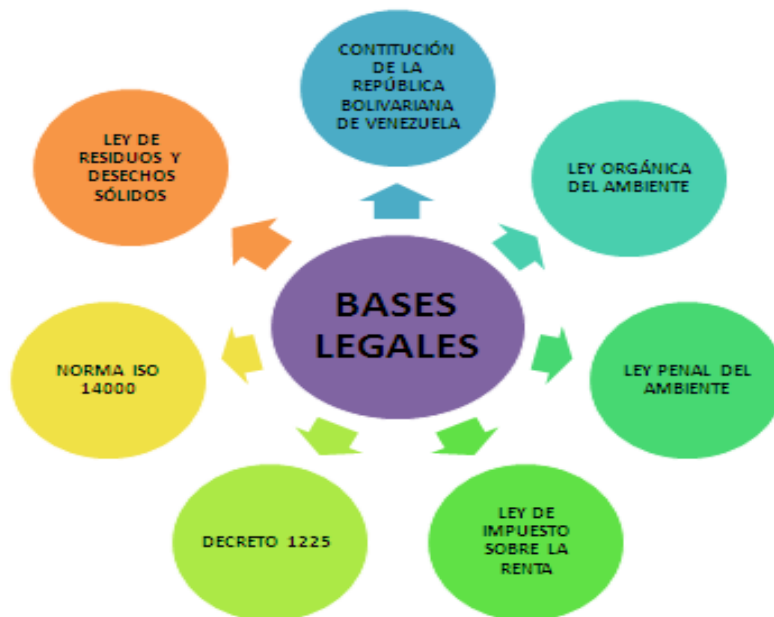 CONTITUCIÓN
DE LA
REPÚBLICA
BOLIVARIANA
DE VENEZUELA
LEY ORGÁNICA
DEL AMBIENTE
LEY PENAL DEL
AMBIENTE
LEY DE
IMPUESTO
SOBRE LA
RENTA
DECRETO 1225
NORMA ISO
14000
LEY DE
RESIDUOS Y
DESECHOS
SÓLIDOS
BASES
LEGALES